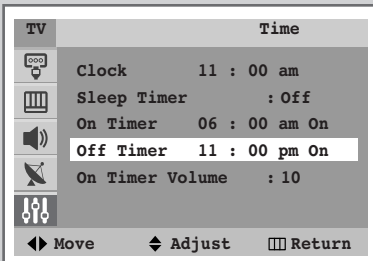 TV Time
Clock 11 : 00 am
Sleep Timer : Off
On Timer 06 : 00 am On
Off Timer 11 : 00 pm On
On Timer Volume : 10
Move Adjust Return